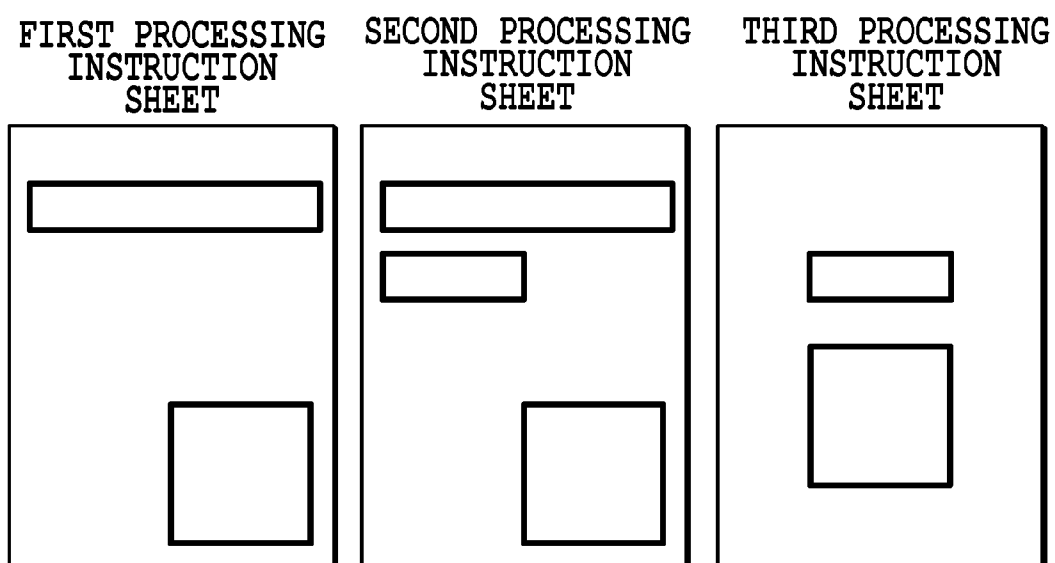 FIRST PROCESSING
INSTRUCTION
SHEET
SECOND PROCESSING
INSTRUCTION
SHEET
THIRD PROCESSING
INSTRUCTION
SHEET